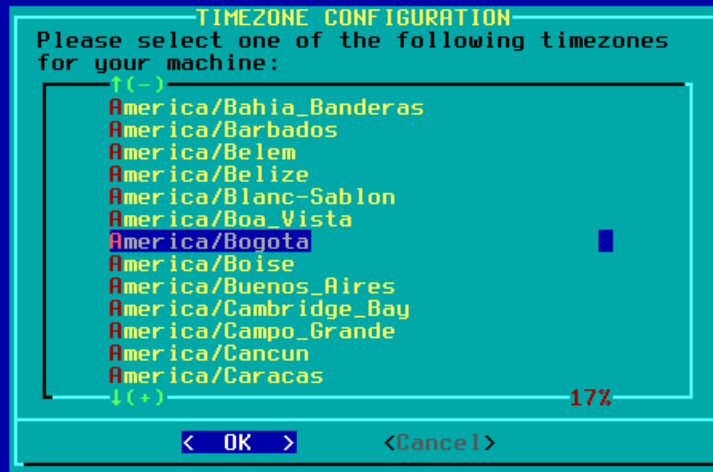 TIMEZONE CONFIGURATION
Please select one of the following timezones
for your machine:
↑(-)
America/Bahia_Banderas
America/Barbados
America/Belem
America/Belize
America/Blanc-Sablon
America/Boa_Vista
America/Bogota
America/Boise
America/Buenos_Aires
America/Cambridge_Bay
America/Campo_Grande
America/Cancun
America/Caracas
↓(+) 17%
< OK > <Cancel>